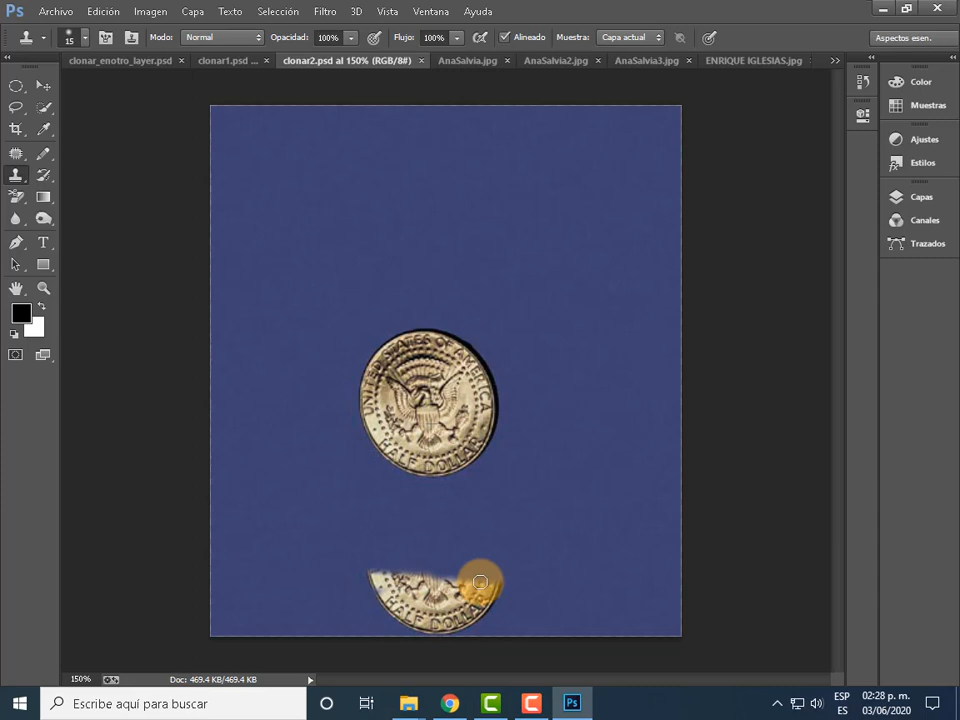 Ps Archivo Edición Imagen Capa Texto Selección Filtro 3D Vista Ventana Ayuda
15 Modo: Normal Opacidad: 100% Flujo: 100% Alineado Muestra: Capa actual Aspectos esen.
clonar_enotro_layer.psd × clonar1.psd ... × clonar2.psd al 150% (RGB/8#) × AnaSalvia.jpg × AnaSalvia2.jpg × AnaSalvia3.jpg × ENRIQUE IGLESIAS.jpg
Color
Muestras
Ajustes
Estilos
Capas
Canales
Trazados
UNITED STATES OF AMERICA
HALF DOLLAR
HALF DOLLAR
150% Doc: 469.4 KB/469.4 KB
Escribe aquí para buscar
Ps
ESP
ES
02:28 p. m.
03/06/2020